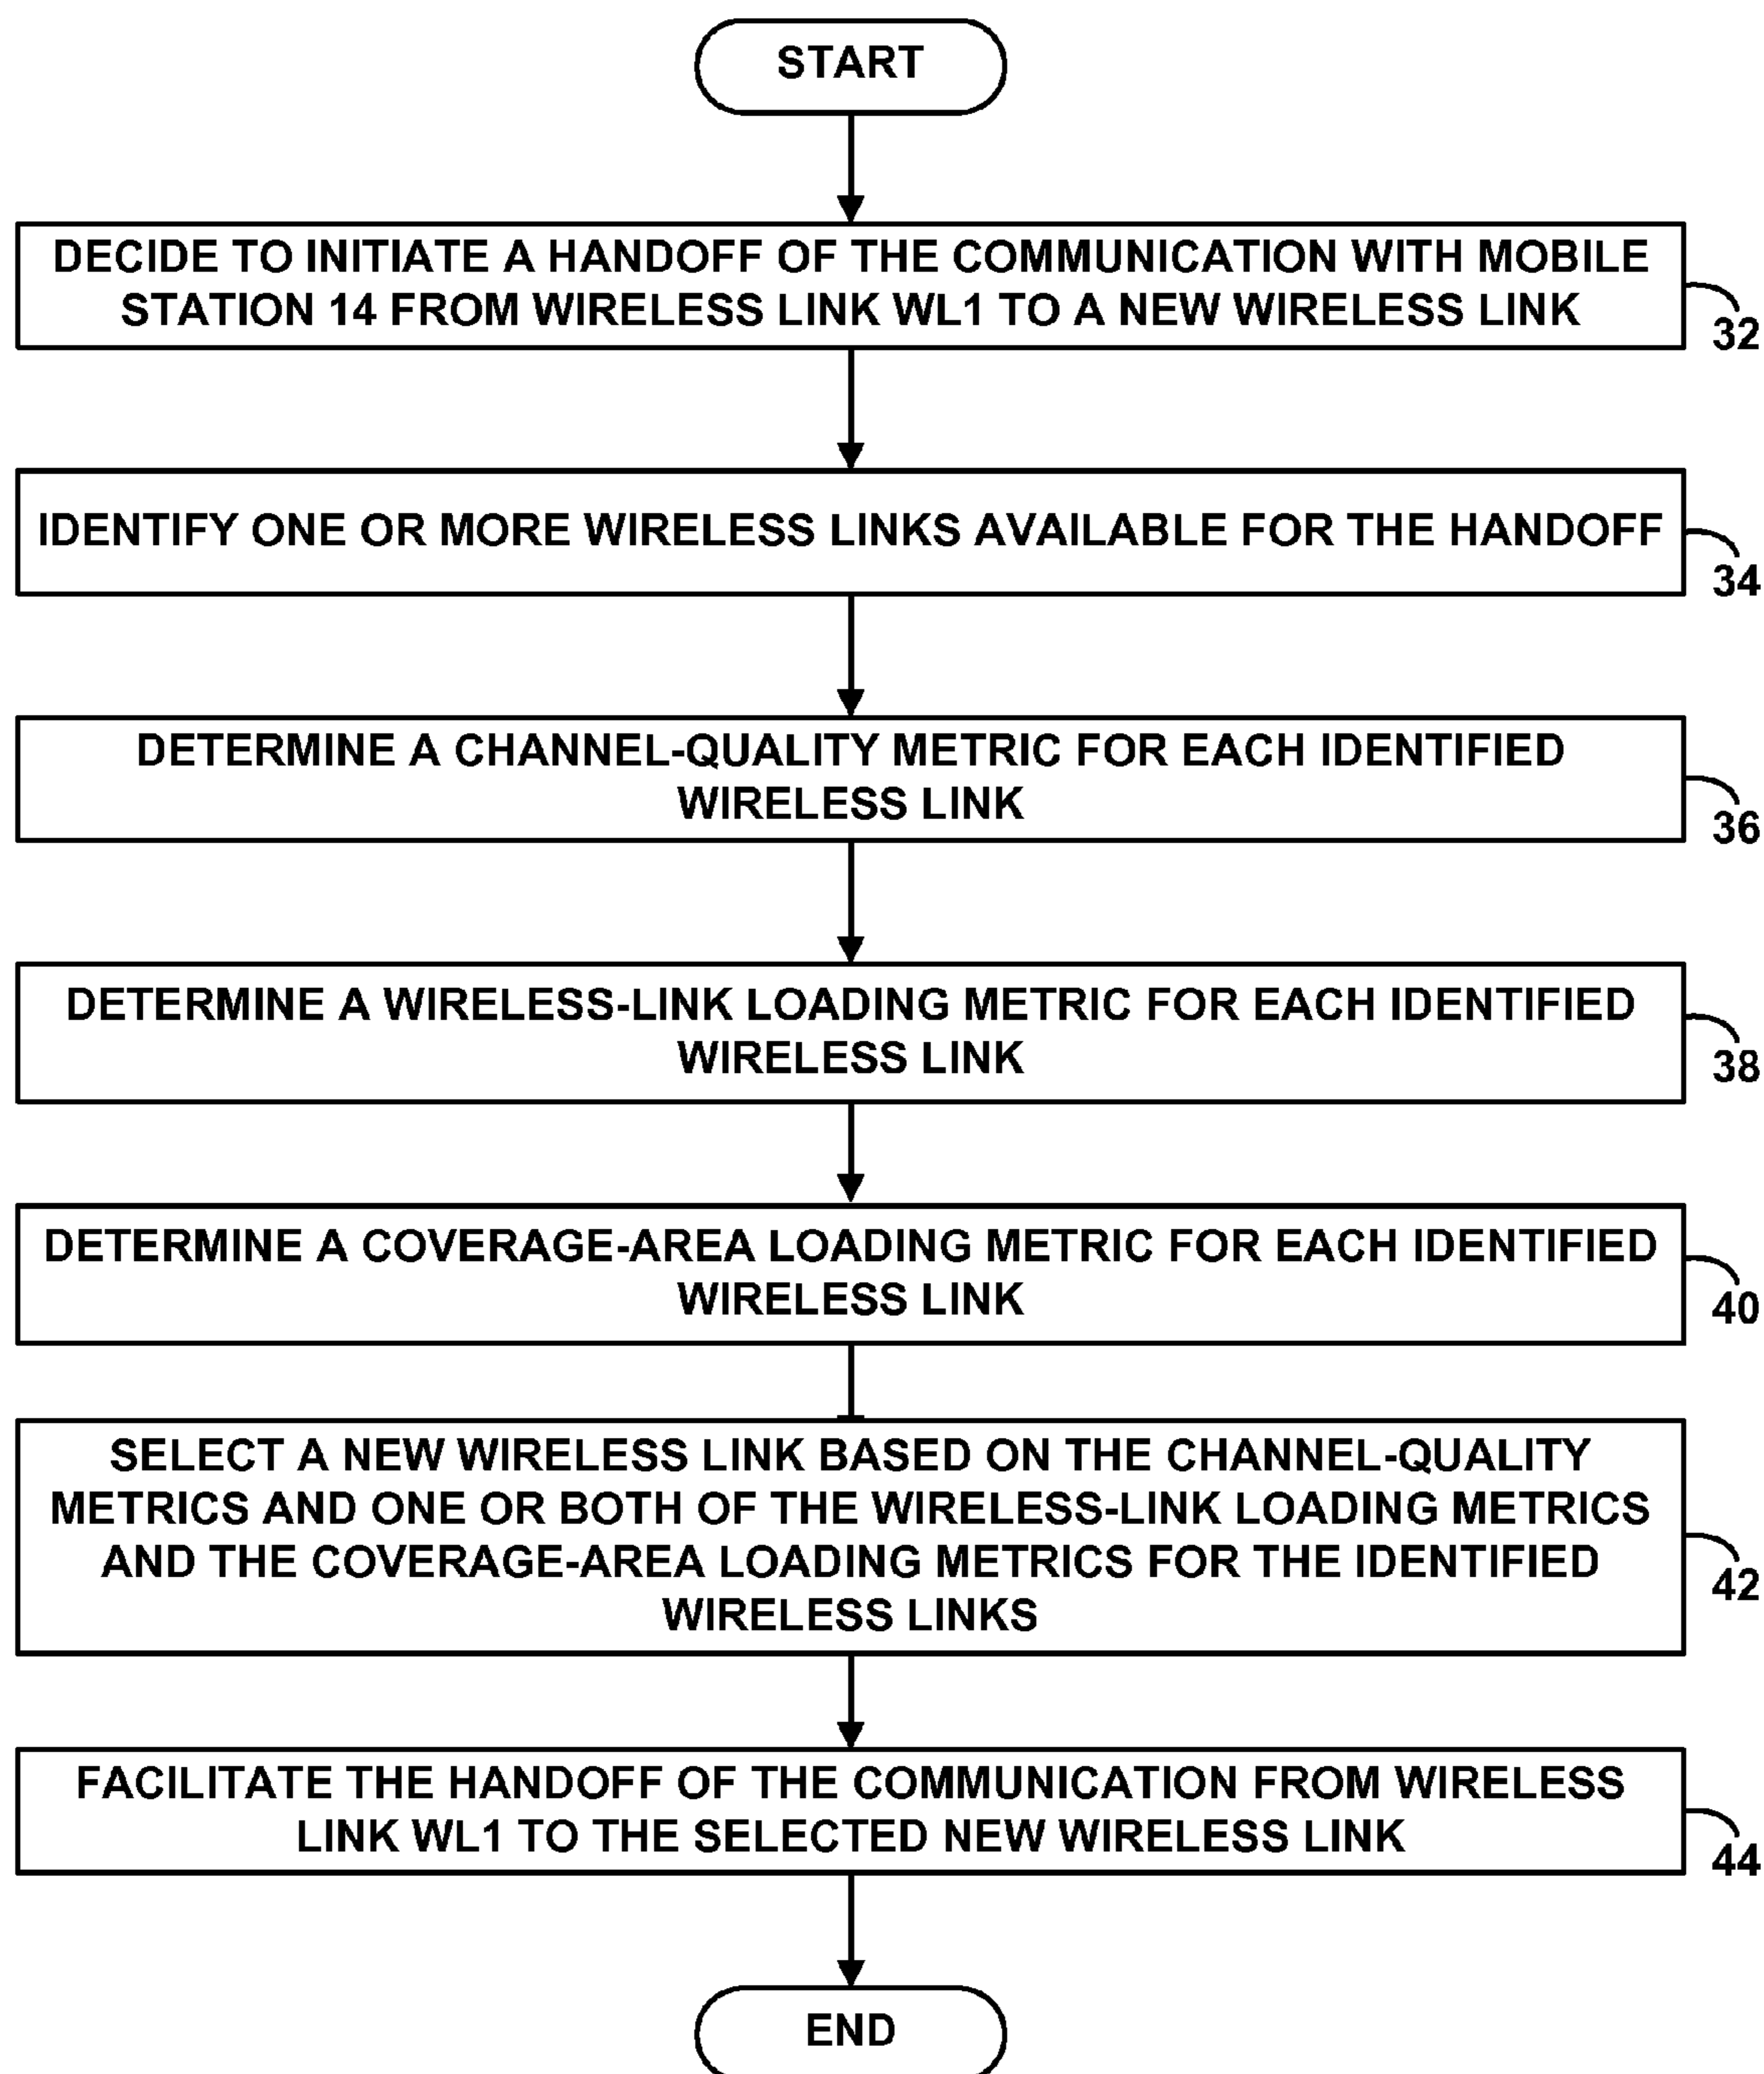 START
DECIDE TO INITIATE A HANDOFF OF THE COMMUNICATION WITH MOBILE
STATION 14 FROM WIRELESS LINK WL1 TO A NEW WIRELESS LINK
32
IDENTIFY ONE OR MORE WIRELESS LINKS AVAILABLE FOR THE HANDOFF
34
DETERMINE A CHANNEL-QUALITY METRIC FOR EACH IDENTIFIED
WIRELESS LINK
36
DETERMINE A WIRELESS-LINK LOADING METRIC FOR EACH IDENTIFIED
WIRELESS LINK
38
DETERMINE A COVERAGE-AREA LOADING METRIC FOR EACH IDENTIFIED
WIRELESS LINK
40
SELECT A NEW WIRELESS LINK BASED ON THE CHANNEL-QUALITY
METRICS AND ONE OR BOTH OF THE WIRELESS-LINK LOADING METRICS
AND THE COVERAGE-AREA LOADING METRICS FOR THE IDENTIFIED
WIRELESS LINKS
42
FACILITATE THE HANDOFF OF THE COMMUNICATION FROM WIRELESS
LINK WL1 TO THE SELECTED NEW WIRELESS LINK
44
END